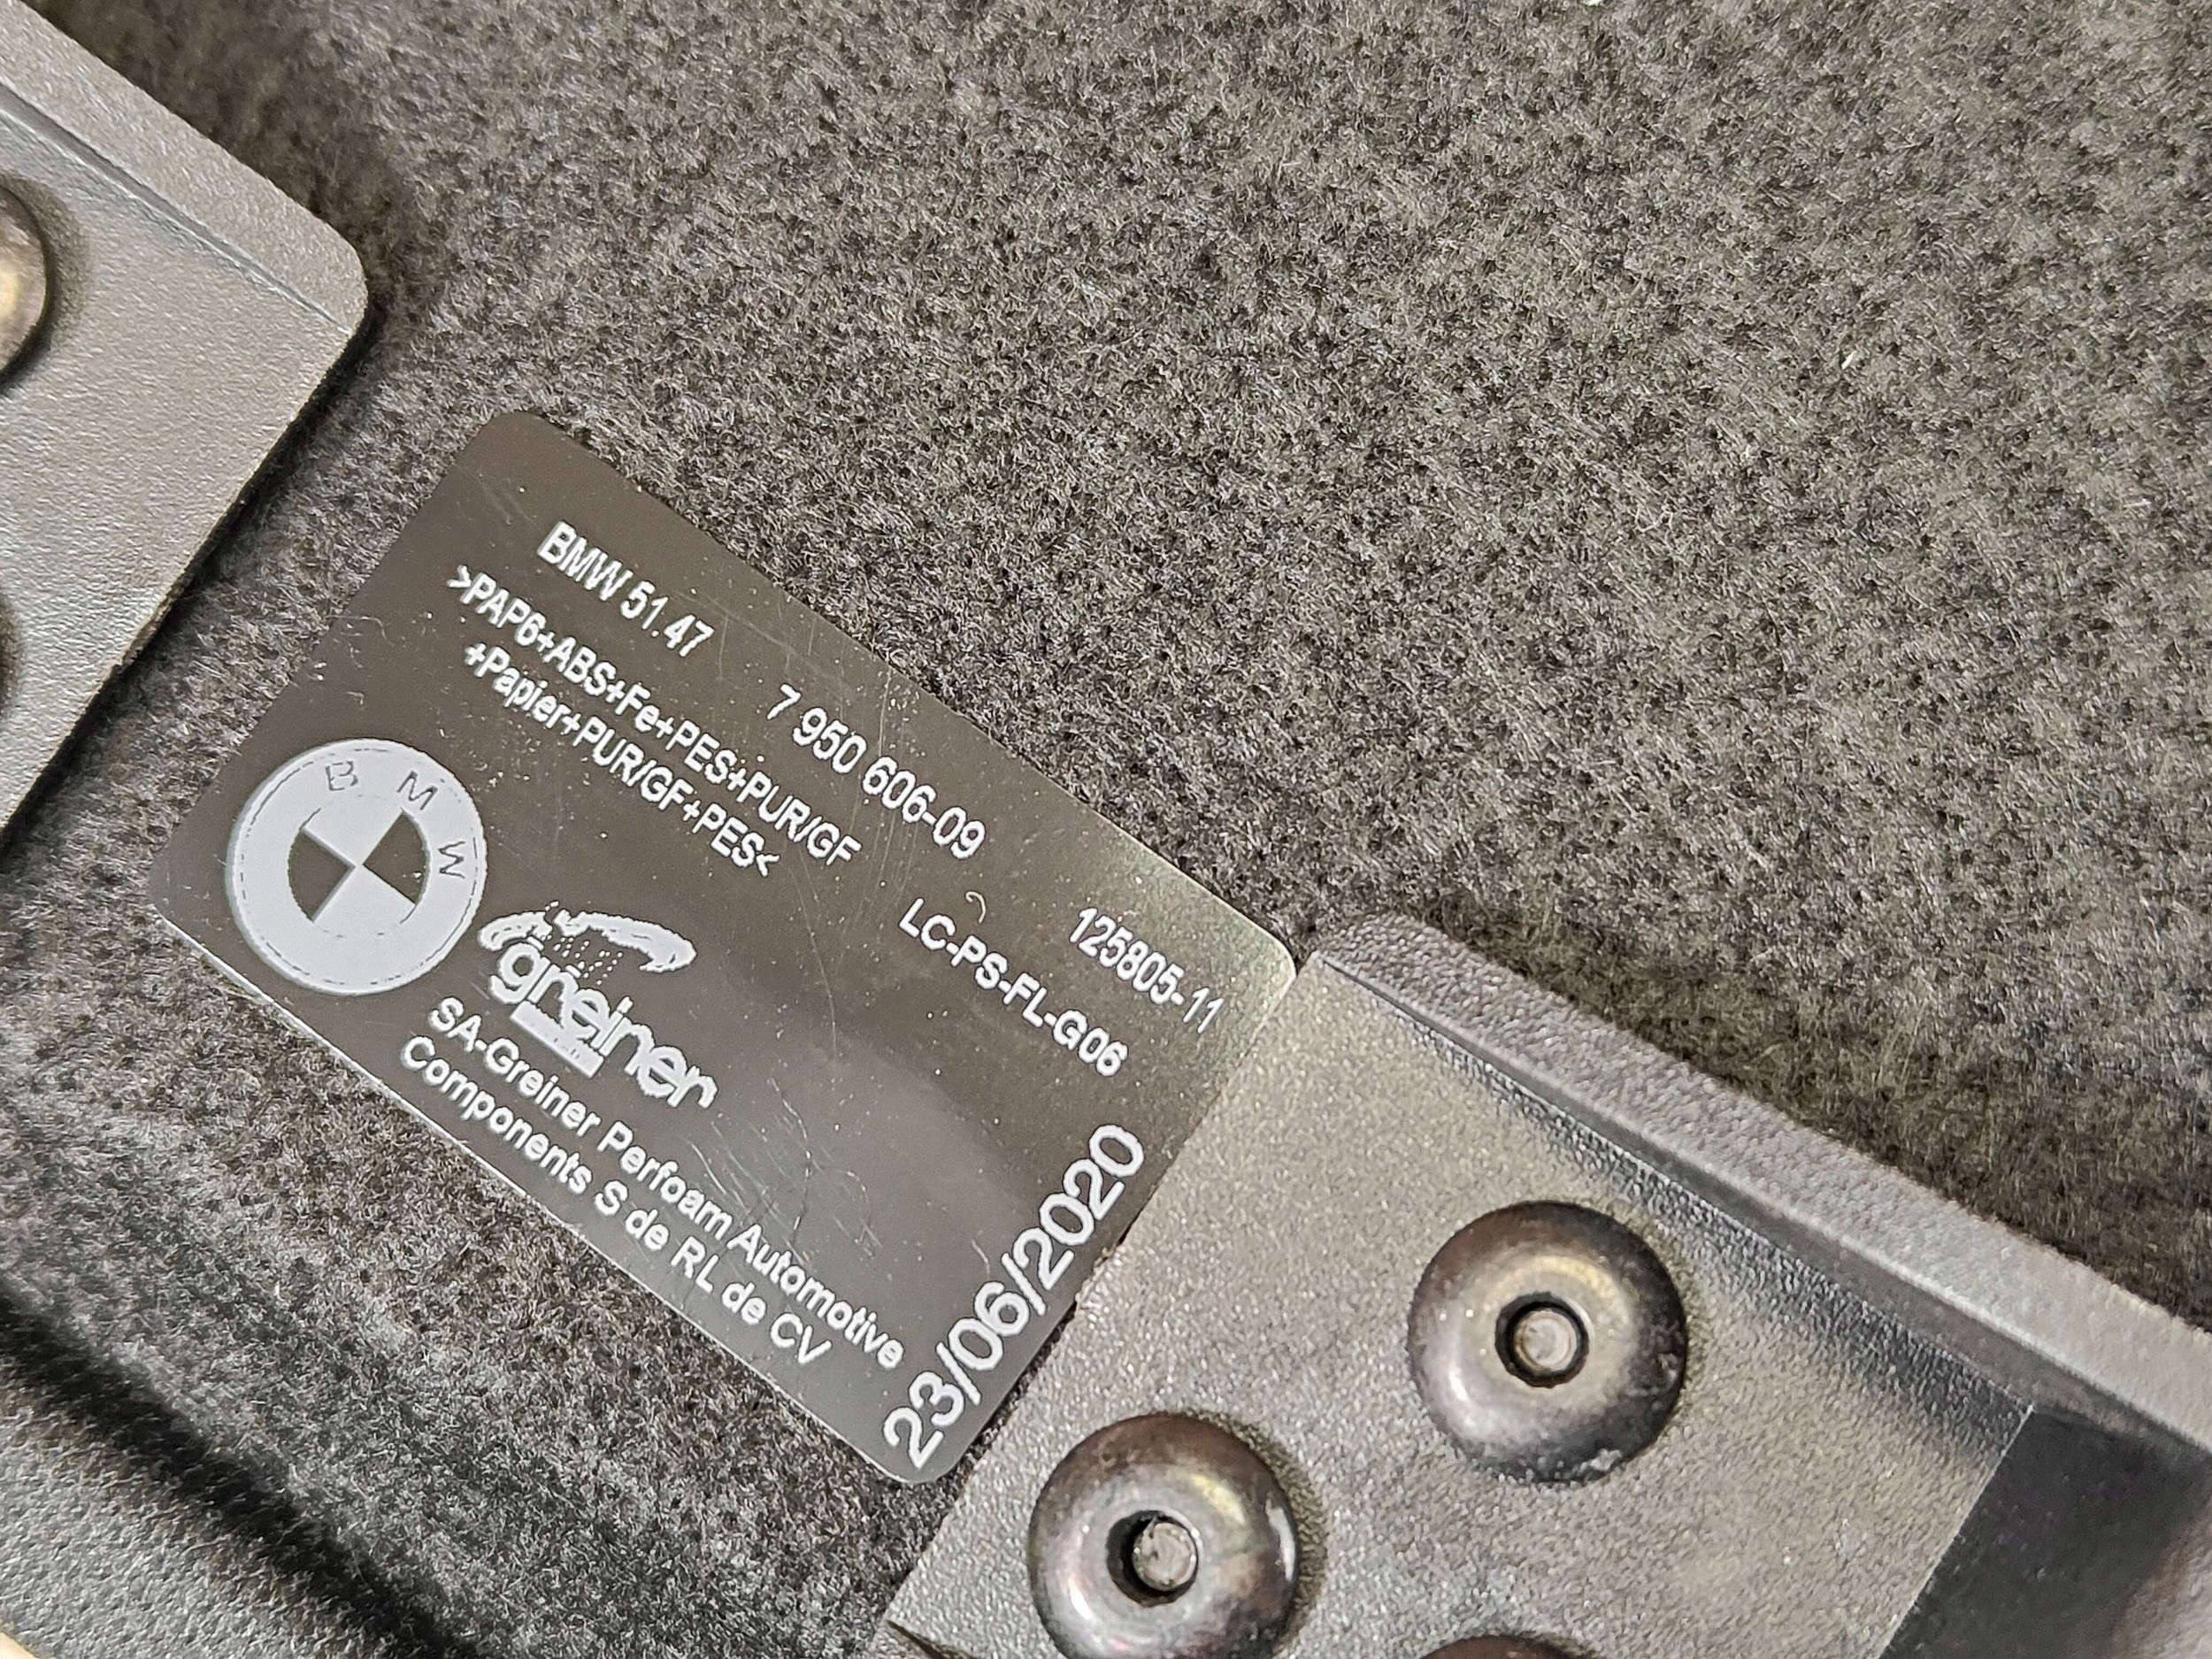 BMW 51.47 7 950 606-09 125805-11
>PAP6+ABS+Fe+PES+PUR/GF LC-PS-FL-G06
+Papier+PUR/GF+PES<
BMW
greiner
SA-Greiner Perfoam Automotive
Components S de RL de CV
23/06/2020